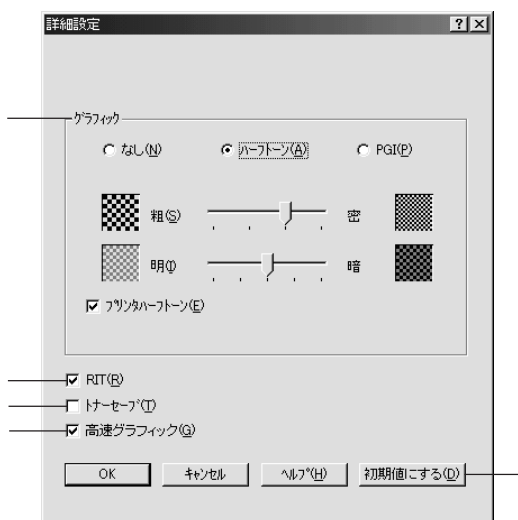 詳細設定
グラフィック
なし(N) ハーフトーン(A) PGI(P)
粗(S) 密
明(I) 暗
プリンタハーフトーン(E)
RIT(R)
トナーセーブ(T)
高速グラフィック(G)
OK キャンセル ヘルプ(H) 初期値にする(D)